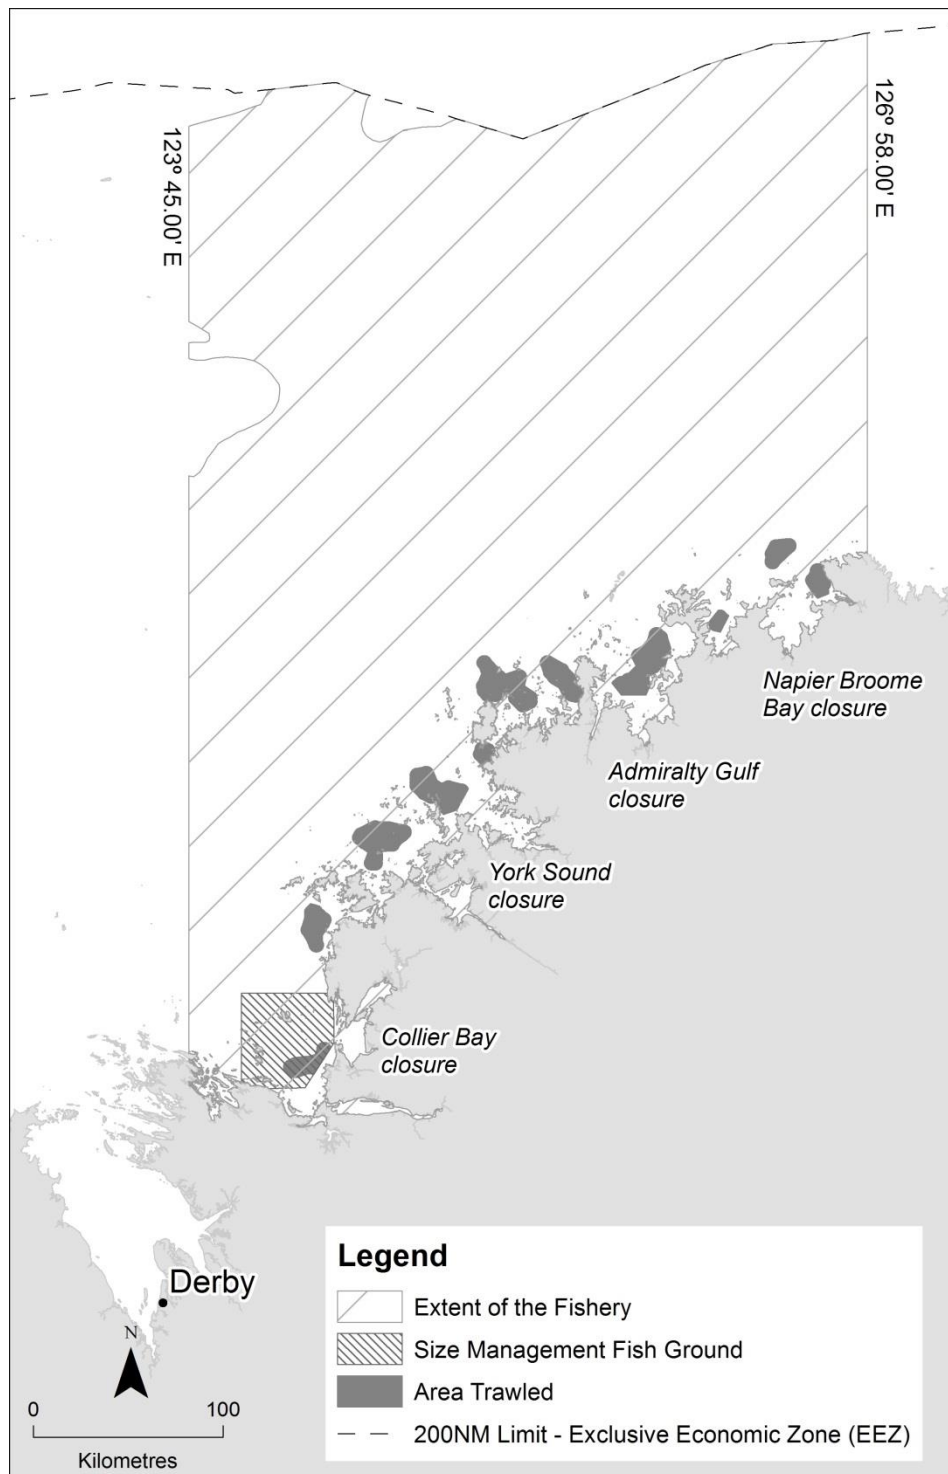 126° 58.00' E
123° 45.00' E
Napier Broome
Bay closure
Admiralty Gulf
closure
York Sound
closure
Collier Bay
closure
Derby
N
0 100
Kilometres
Legend
Extent of the Fishery
Size Management Fish Ground
Area Trawled
200NM Limit - Exclusive Economic Zone (EEZ)